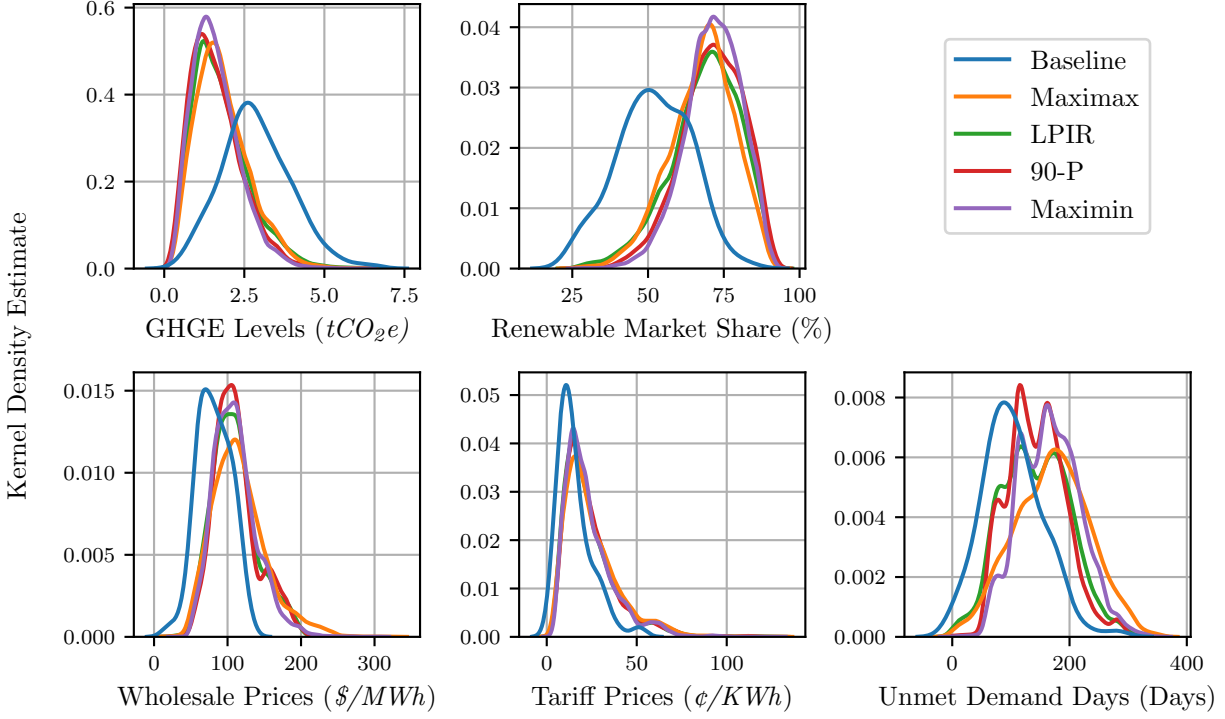 Kernel Density Estimate
0.6
0.4
0.2
0.0
0.0 2.5 5.0 7.5
GHGE Levels (tCO₂e)
0.04
0.03
0.02
0.01
0.00
25 50 75 100
Renewable Market Share (%)
Baseline
Maximax
LPIR
90-P
Maximin
0.015
0.010
0.005
0.000
0 100 200 300
Wholesale Prices ($/MWh)
0.05
0.04
0.03
0.02
0.01
0.00
0 50 100
Tariff Prices (¢/KWh)
0.008
0.006
0.004
0.002
0.000
0 200 400
Unmet Demand Days (Days)